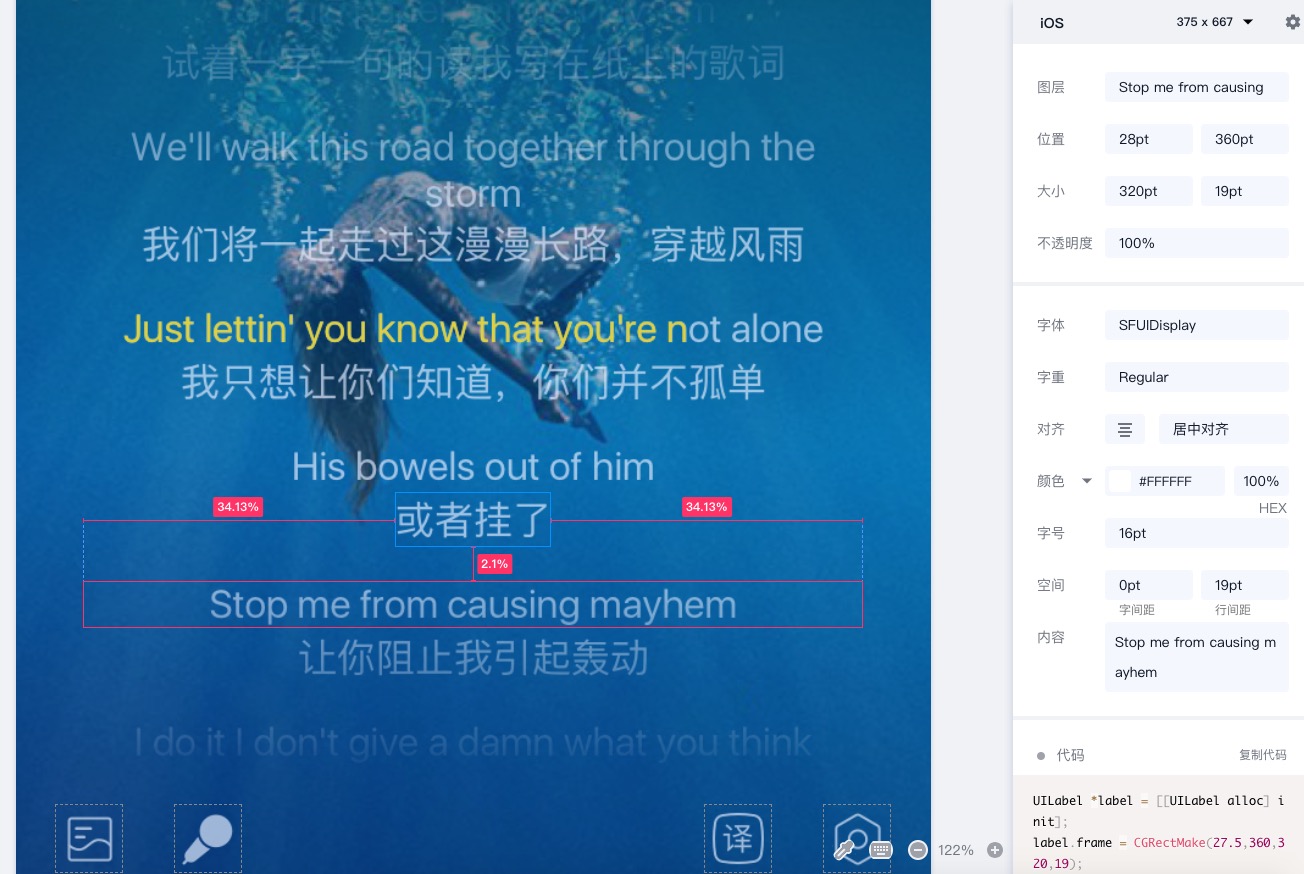 试着一字一句的读我写在纸上的歌词
We'll walk this road together through the
storm
我们将一起走过这漫漫长路，穿越风雨
Just lettin' you know that you're not alone
我只想让你们知道，你们并不孤单
His bowels out of him
34.13%
34.13%
或者挂了
2.1%
Stop me from causing mayhem
让你阻止我引起轰动
I do it I don't give a damn what you think
译
122%
iOS
375 x 667
图层
Stop me from causing
位置
28pt
360pt
大小
320pt
19pt
不透明度
100%
字体
SFUIDisplay
字重
Regular
对齐
居中对齐
颜色
#FFFFFF
100%
HEX
字号
16pt
空间
0pt
19pt
字间距
行间距
内容
Stop me from causing m
ayhem
代码
复制代码
UILabel *label = [[UILabel alloc] i
nit];
label.frame = CGRectMake(27.5,360,3
20,19);